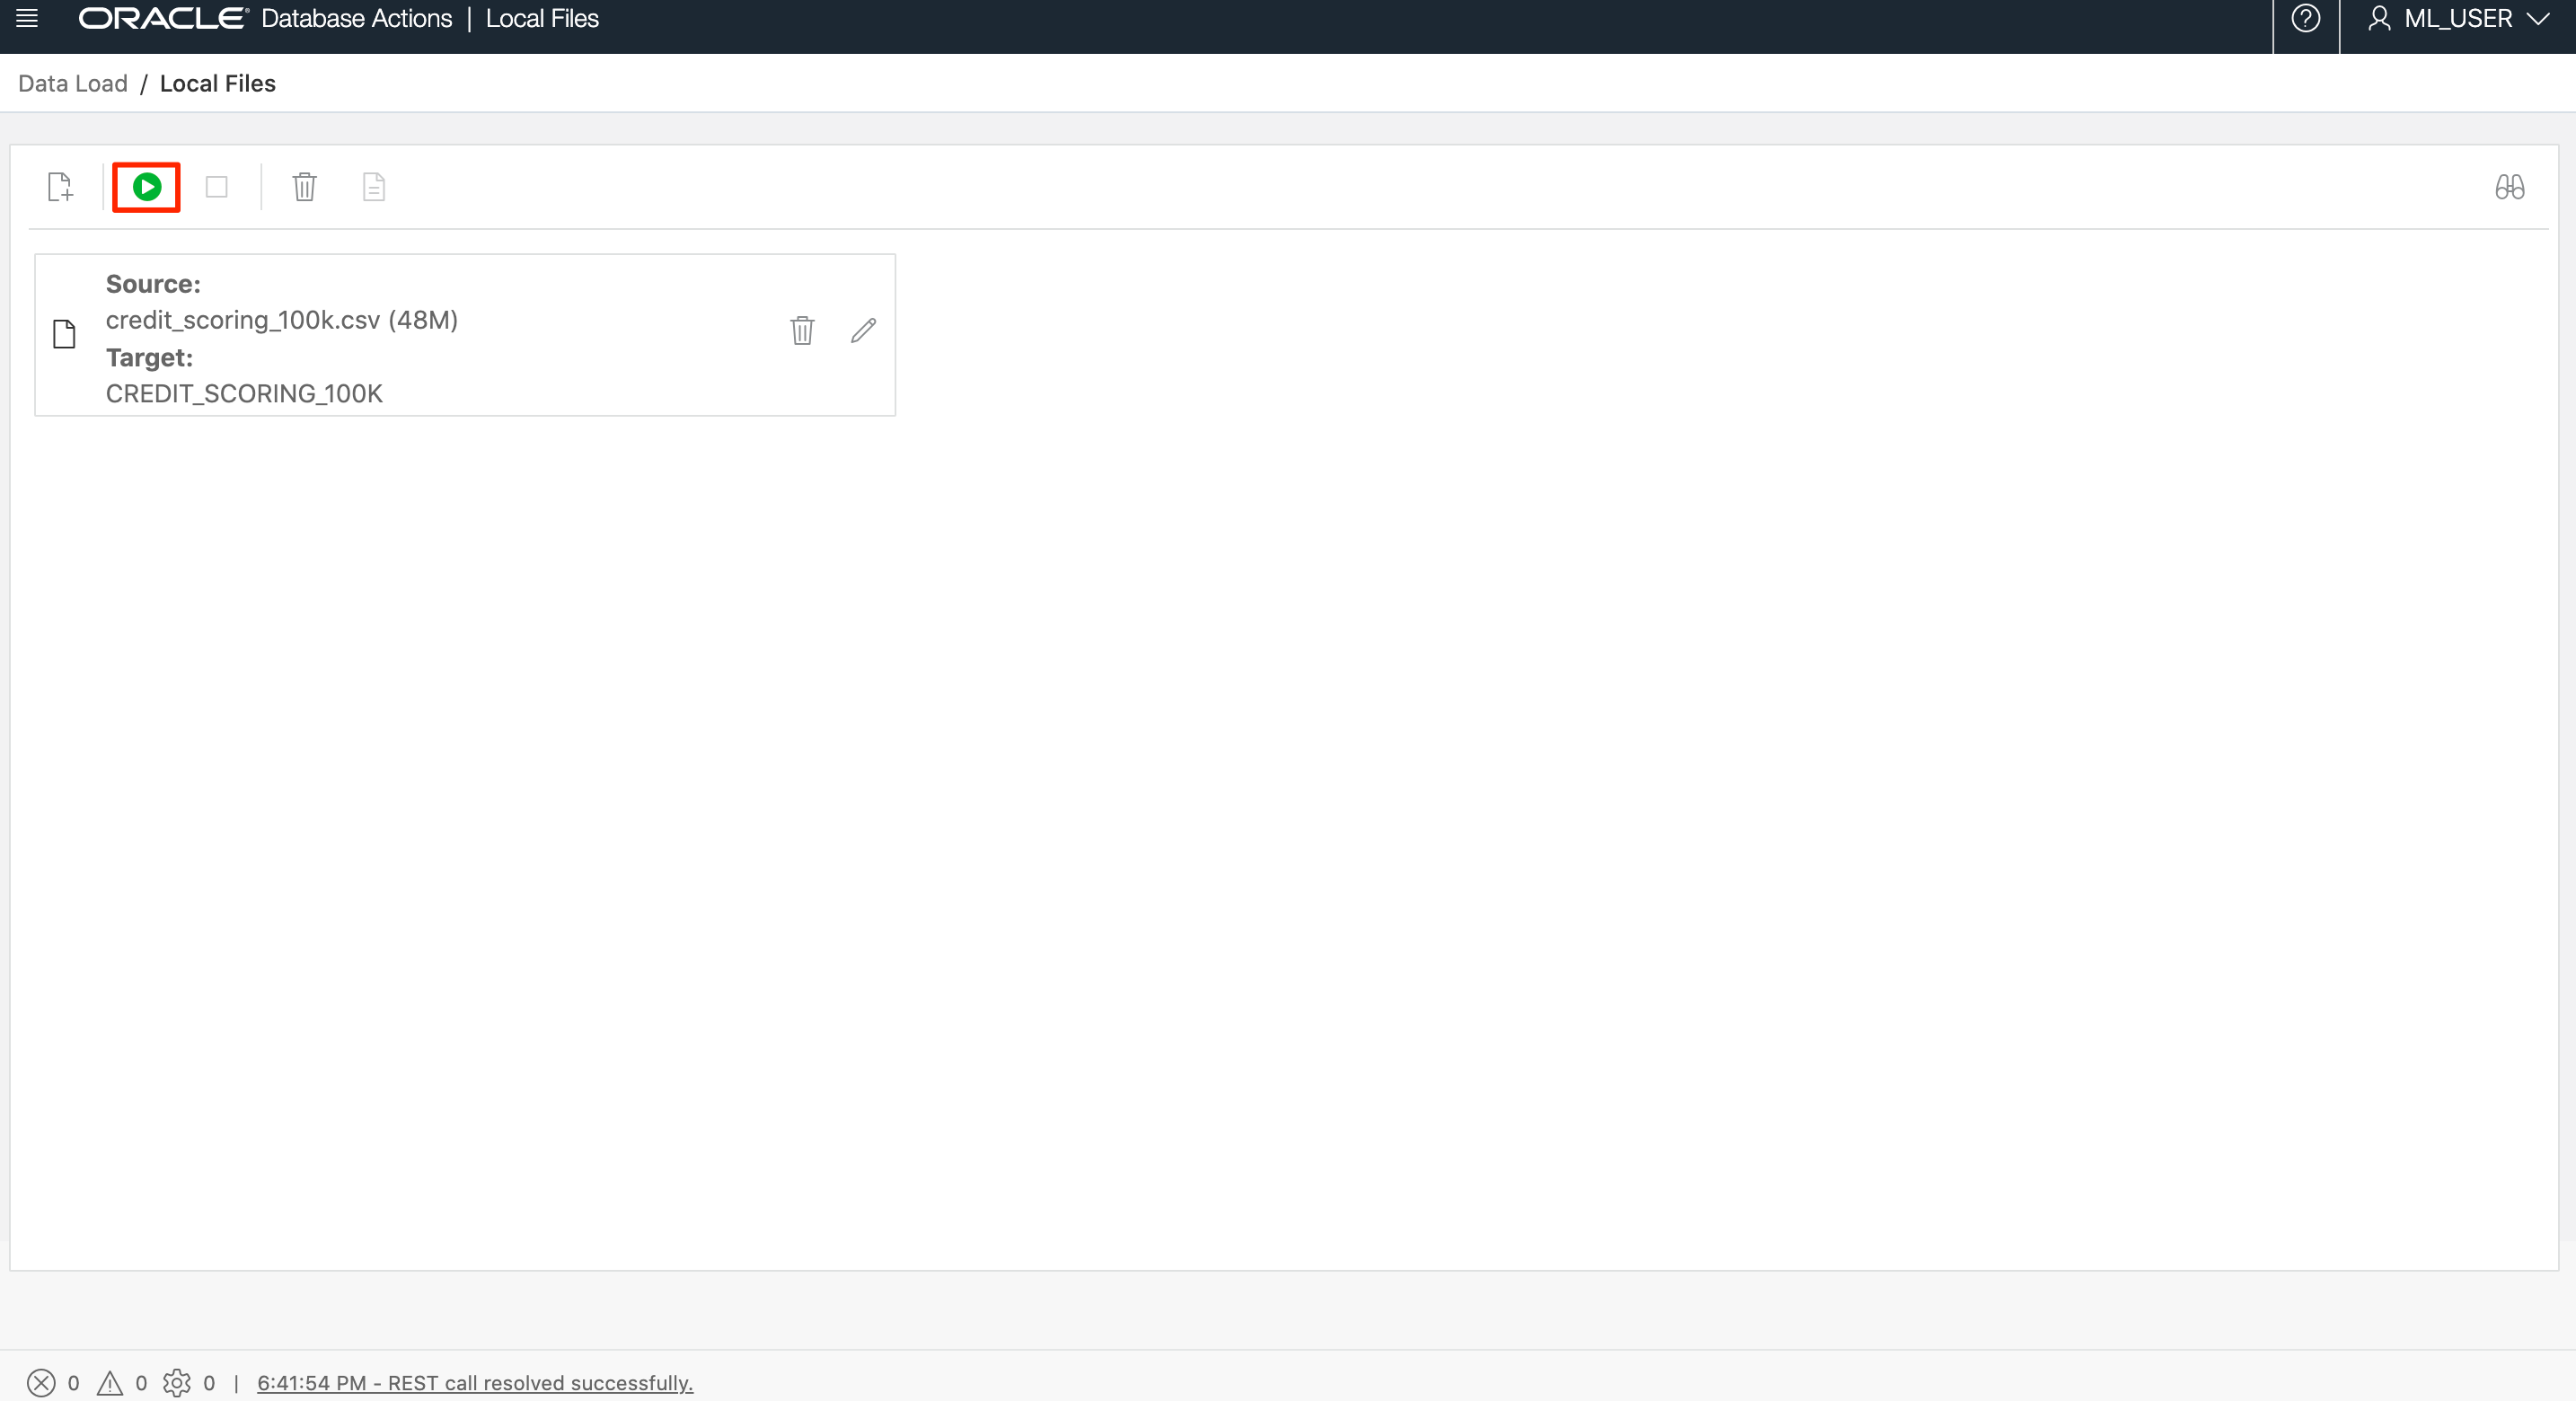 ORACLE Database Actions | Local Files
ML_USER
Data Load / Local Files
Source:
credit_scoring_100k.csv (48M)
Target:
CREDIT_SCORING_100K
0 0 0 | 6:41:54 PM - REST call resolved successfully.